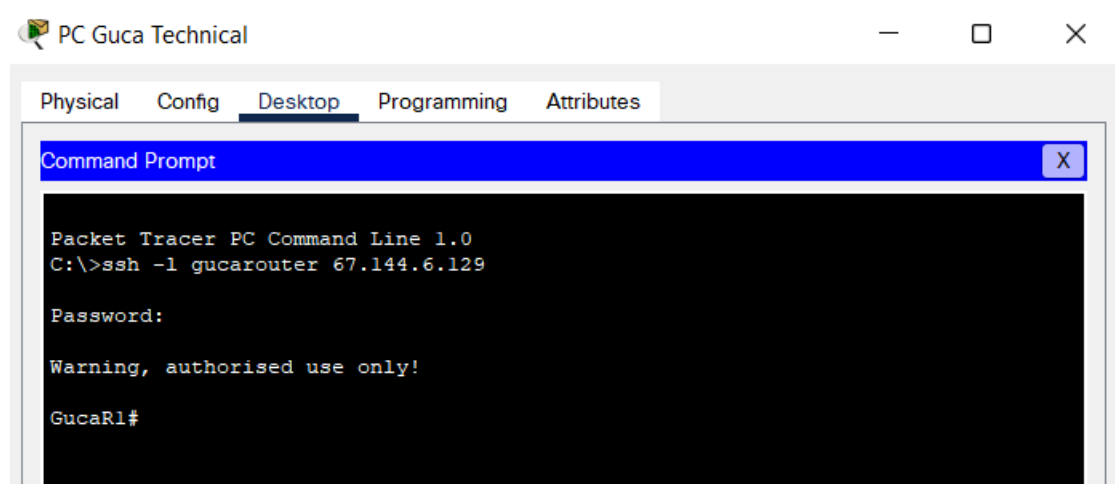 PC Guca Technical
Physical Config Desktop Programming Attributes
Command Prompt
X
Packet Tracer PC Command Line 1.0
C:\>ssh -l gucarouter 67.144.6.129
Password:
Warning, authorised use only!
GucaR1#